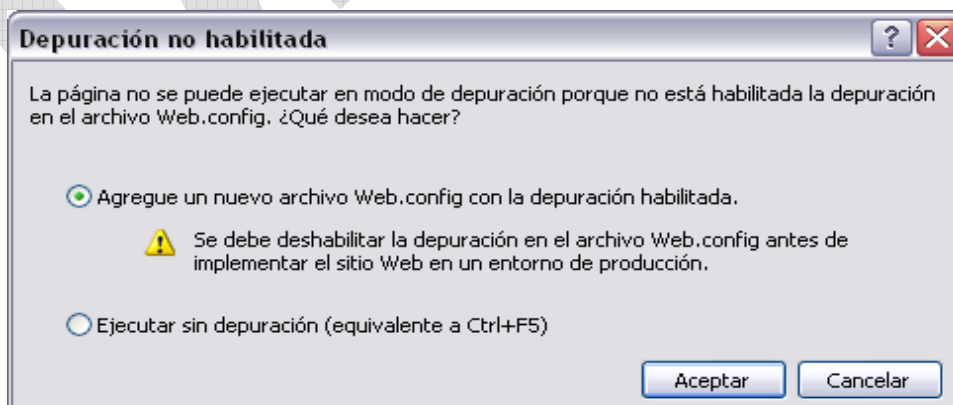 Depuración no habilitada
La página no se puede ejecutar en modo de depuración porque no está habilitada la depuración
en el archivo Web.config. ¿Qué desea hacer?
Agregue un nuevo archivo Web.config con la depuración habilitada.
Se debe deshabilitar la depuración en el archivo Web.config antes de
implementar el sitio Web en un entorno de producción.
Ejecutar sin depuración (equivalente a Ctrl+F5)
Aceptar
Cancelar